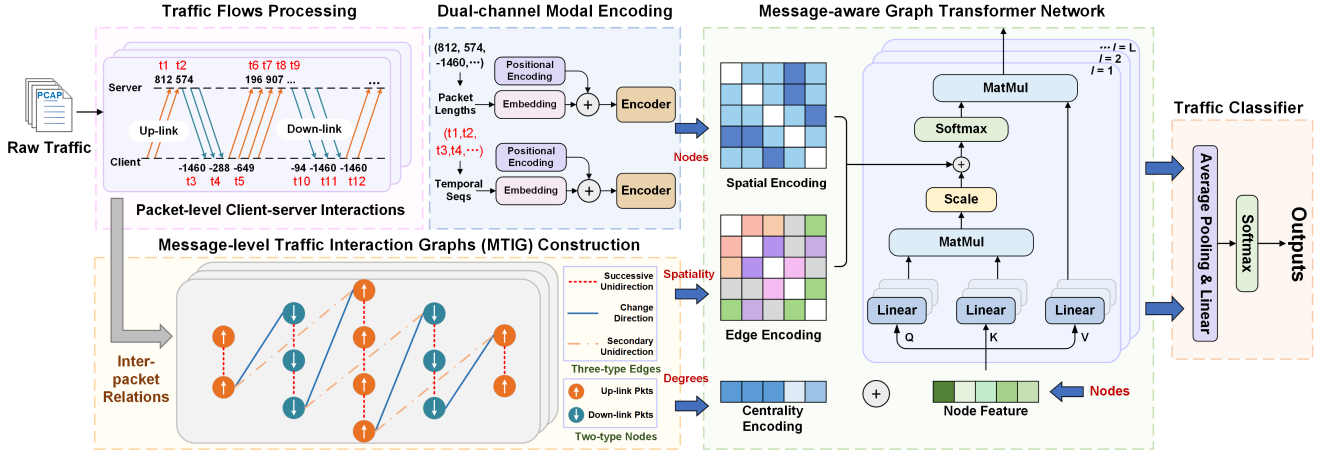 Traffic Flows Processing
Dual-channel Modal Encoding
Message-aware Graph Transformer Network
PCAP
Raw Traffic
t1 t2
t6 t7 t8 t9
812 574
196 907 ...
...
Server
Up-link
Down-link
Client
-1460 -288 -649
-94 -1460 -1460
t3 t4 t5
t10 t11 t12
Packet-level Client-server Interactions
(812, 574,
-1460,···)
Packet
Lengths
Positional
Encoding
Embedding
+
Encoder
(t1,t2,
t3,t4,···)
Temporal
Seqs
Positional
Encoding
Embedding
+
Encoder
Nodes
Spatial Encoding
Spatiality
Edge Encoding
Degrees
Centrality
Encoding
+
Node Feature
Nodes
··· l = L
l = 2
l = 1
MatMul
Softmax
+
Scale
MatMul
Linear
Linear
Linear
Q
K
V
Traffic Classifier
Average Pooling & Linear
Softmax
Outputs
Message-level Traffic Interaction Graphs (MTIG) Construction
Inter-
packet
Relations
Successive
Unidirection
Change
Direction
Secondary
Unidirection
Three-type Edges
Up-link Pkts
Down-link Pkts
Two-type Nodes